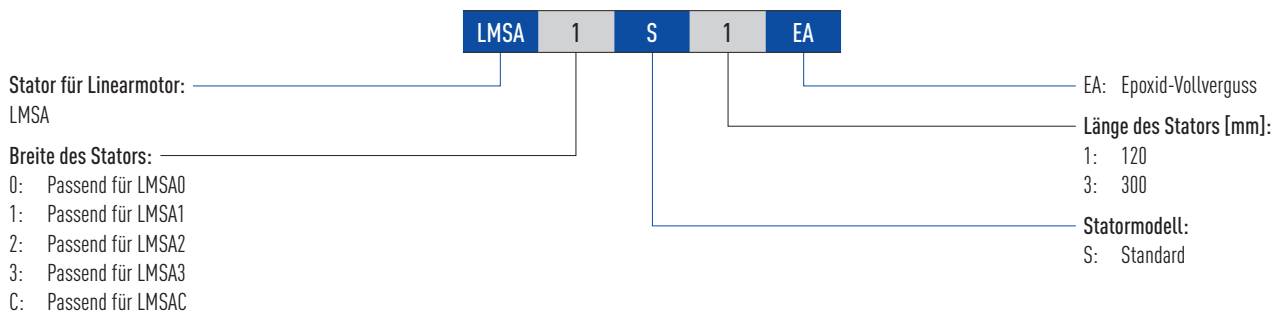 LMSA 1 S 1 EA
Stator für Linearmotor:
LMSA
Breite des Stators:
0: Passend für LMSA0
1: Passend für LMSA1
2: Passend für LMSA2
3: Passend für LMSA3
C: Passend für LMSAC
EA: Epoxid-Vollverguss
Länge des Stators [mm]:
1: 120
3: 300
Statormodell:
S: Standard